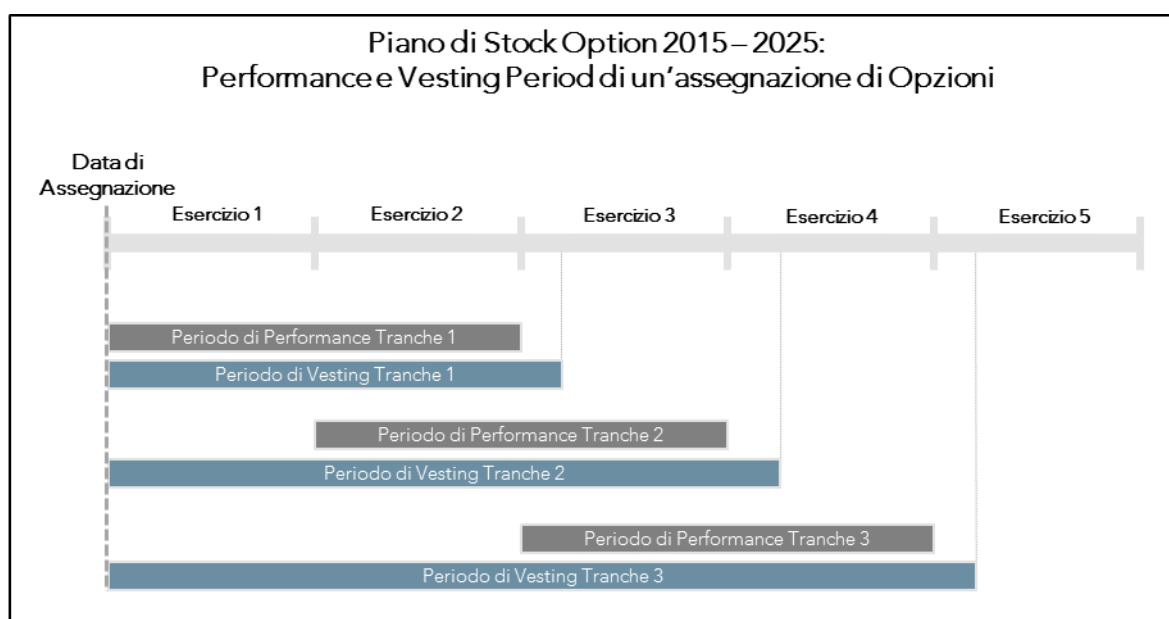 Piano di Stock Option 2015 – 2025:
Performance e Vesting Period di un'assegnazione di Opzioni
Data di
Assegnazione
Esercizio 1
Esercizio 2
Esercizio 3
Esercizio 4
Esercizio 5
Periodo di Performance Tranche 1
Periodo di Vesting Tranche 1
Periodo di Performance Tranche 2
Periodo di Vesting Tranche 2
Periodo di Performance Tranche 3
Periodo di Vesting Tranche 3